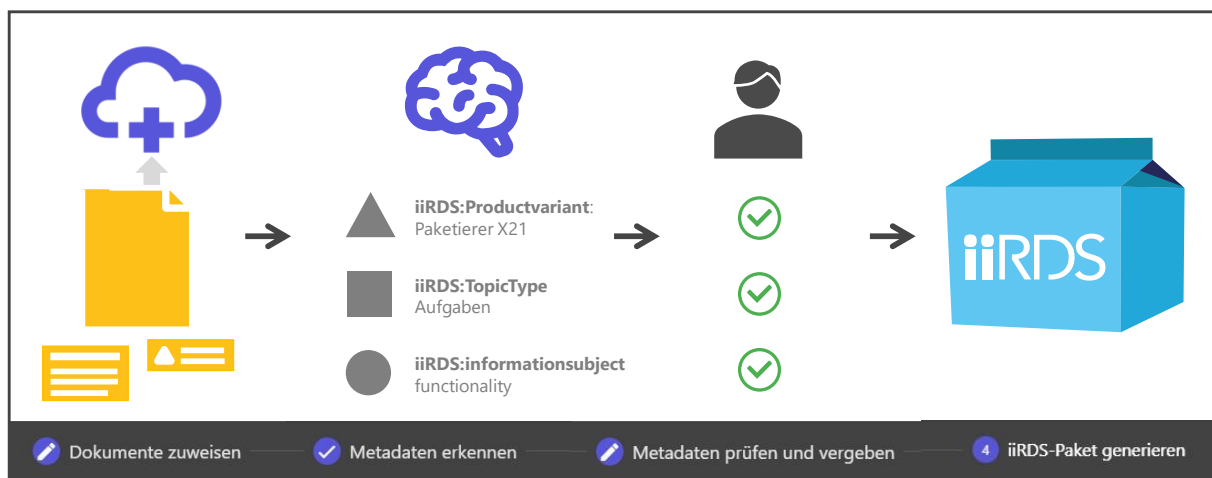 iiRDS:Productvariant:
Paketierer X21
iiRDS:TopicType
Aufgaben
iiRDS:informationsubject
functionality
iiRDS
Dokumente zuweisen
Metadaten erkennen
Metadaten prüfen und vergeben
4 iiRDS-Paket generieren